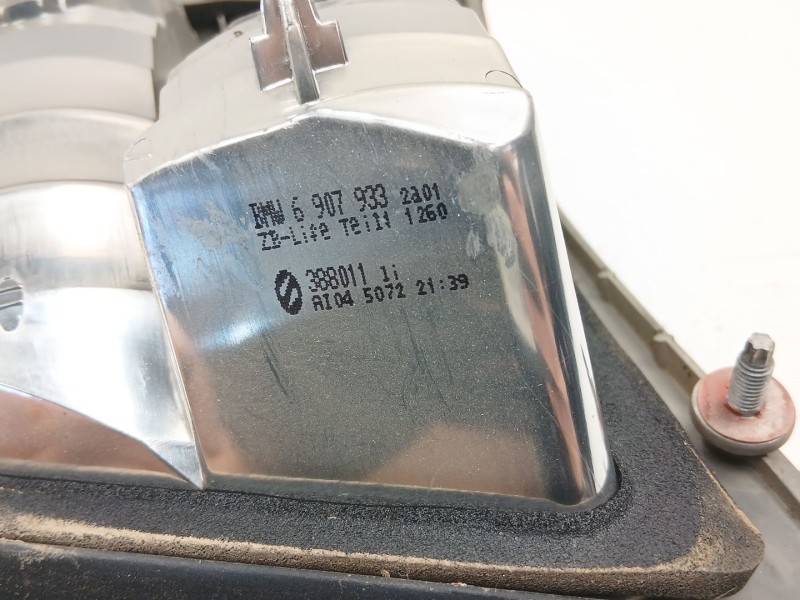 BMW 6 907 933 2a01
ZB-Life Teil1 1260
388011 1i
AI04 5072 21:39